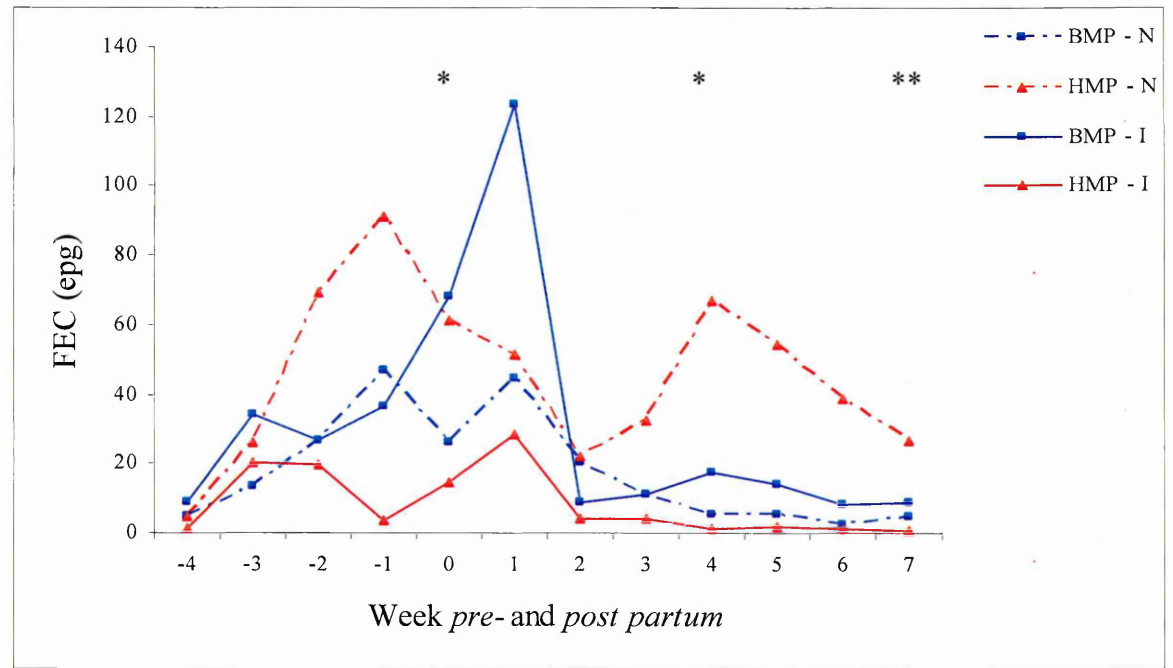 BMP - N
HMP - N
BMP - I
HMP - I
140
120
100
80
60
40
20
0
* * **
FEC (epg)
-4 -3 -2 -1 0 1 2 3 4 5 6 7
Week pre- and post partum